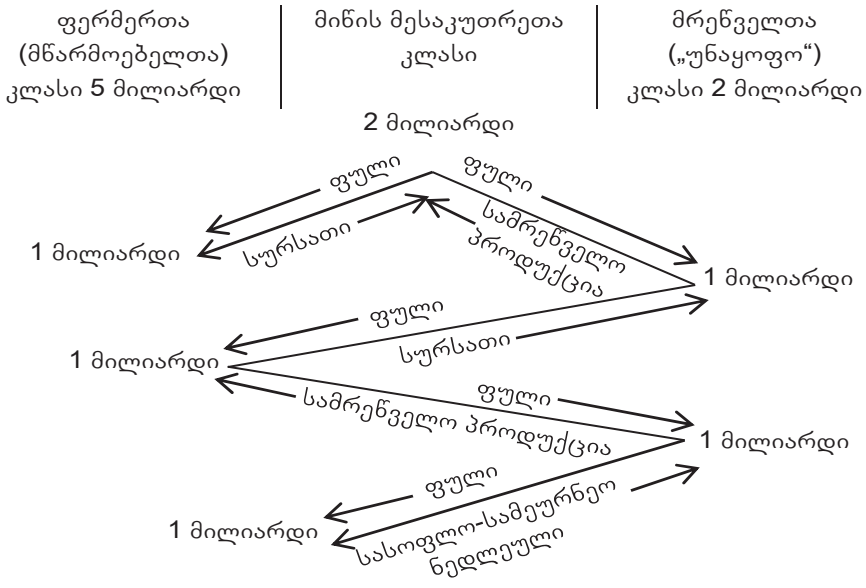 ფერმერთა
(მწარმოებელთა)
კლასი 5 მილიარდი
მიწის მესაკუთრეთა
კლასი
მრეწველთა
(„უნაყოფო“)
კლასი 2 მილიარდი
2 მილიარდი
ფული
ფული
1 მილიარდი
სურსათი
სამრეწველო
პროდუქცია
1 მილიარდი
ფული
სურსათი
1 მილიარდი
ფული
სამრეწველო პროდუქცია
1 მილიარდი
ფული
1 მილიარდი
სასოფლო-სამეურნეო
ნედლეული